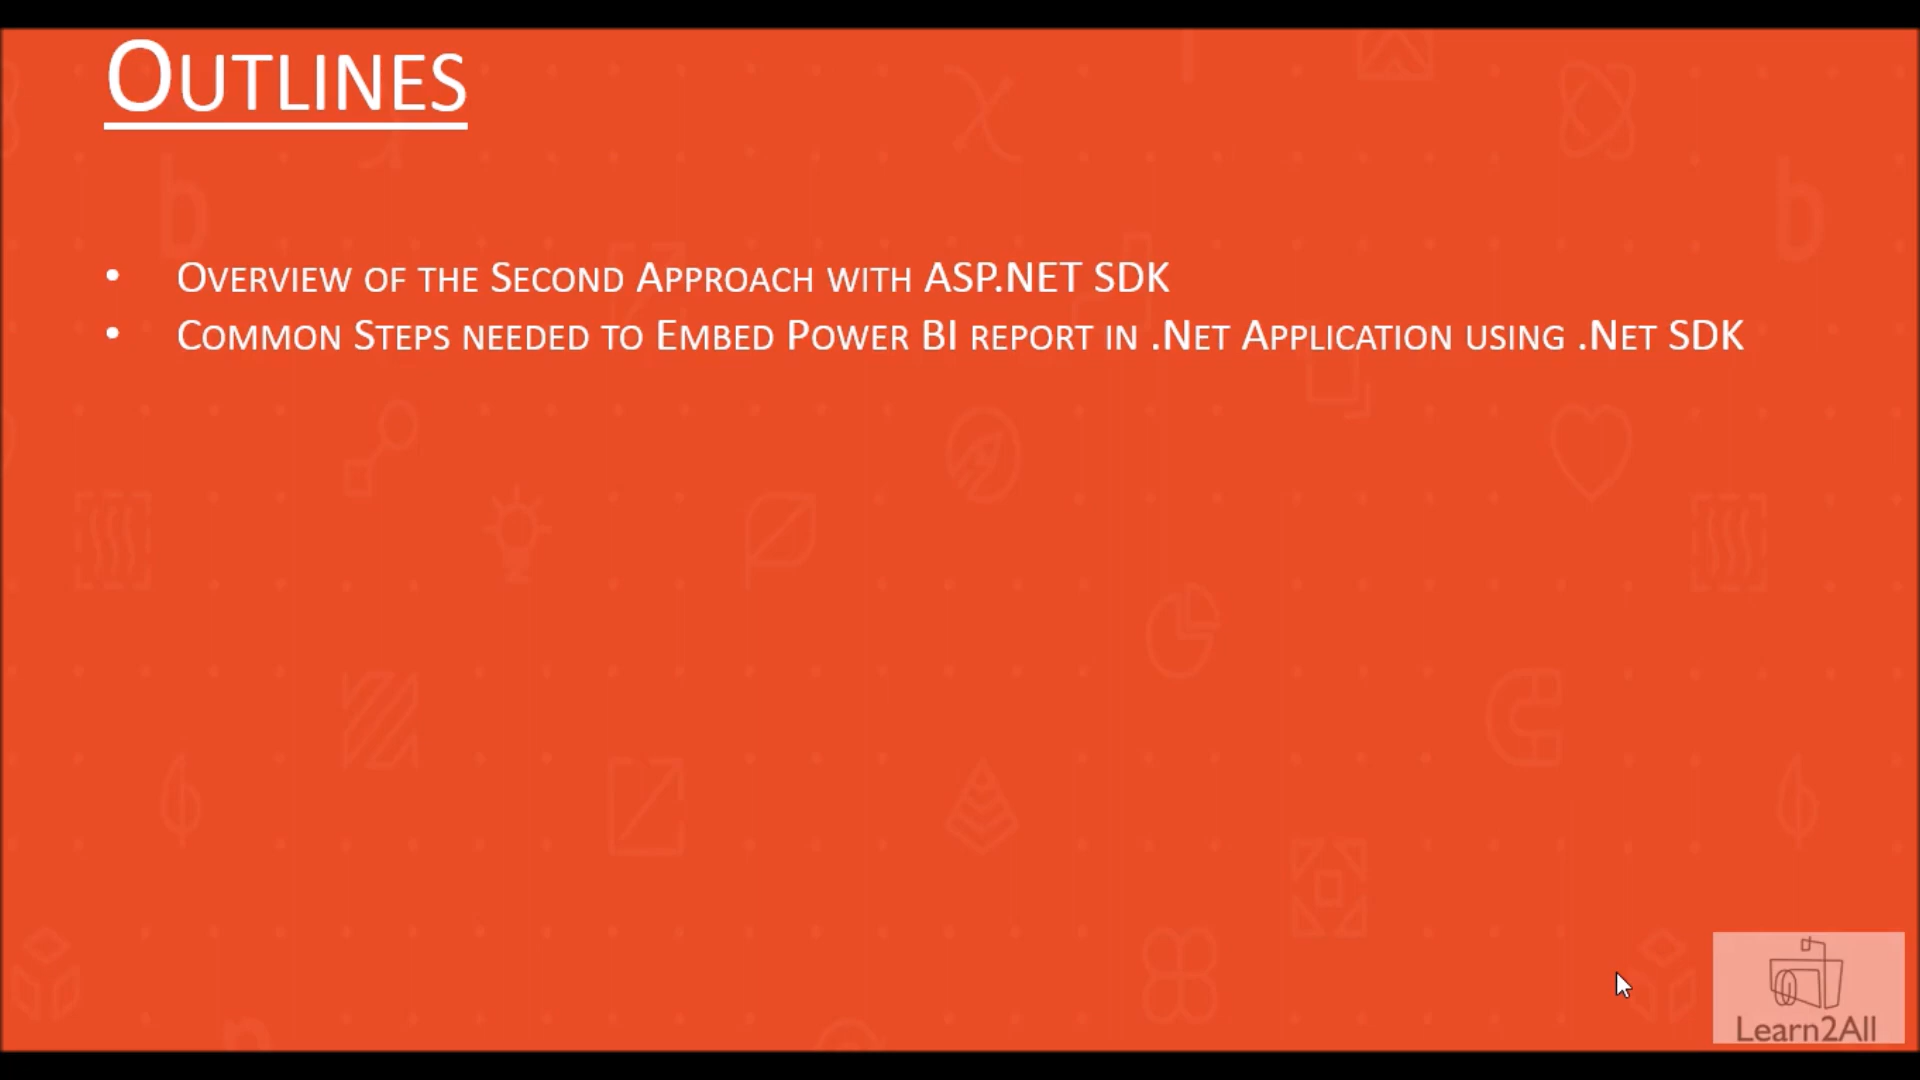 Outlines
• Overview of the Second Approach with ASP.NET SDK
• Common Steps needed to Embed Power BI report in .Net Application using .Net SDK
Learn2All